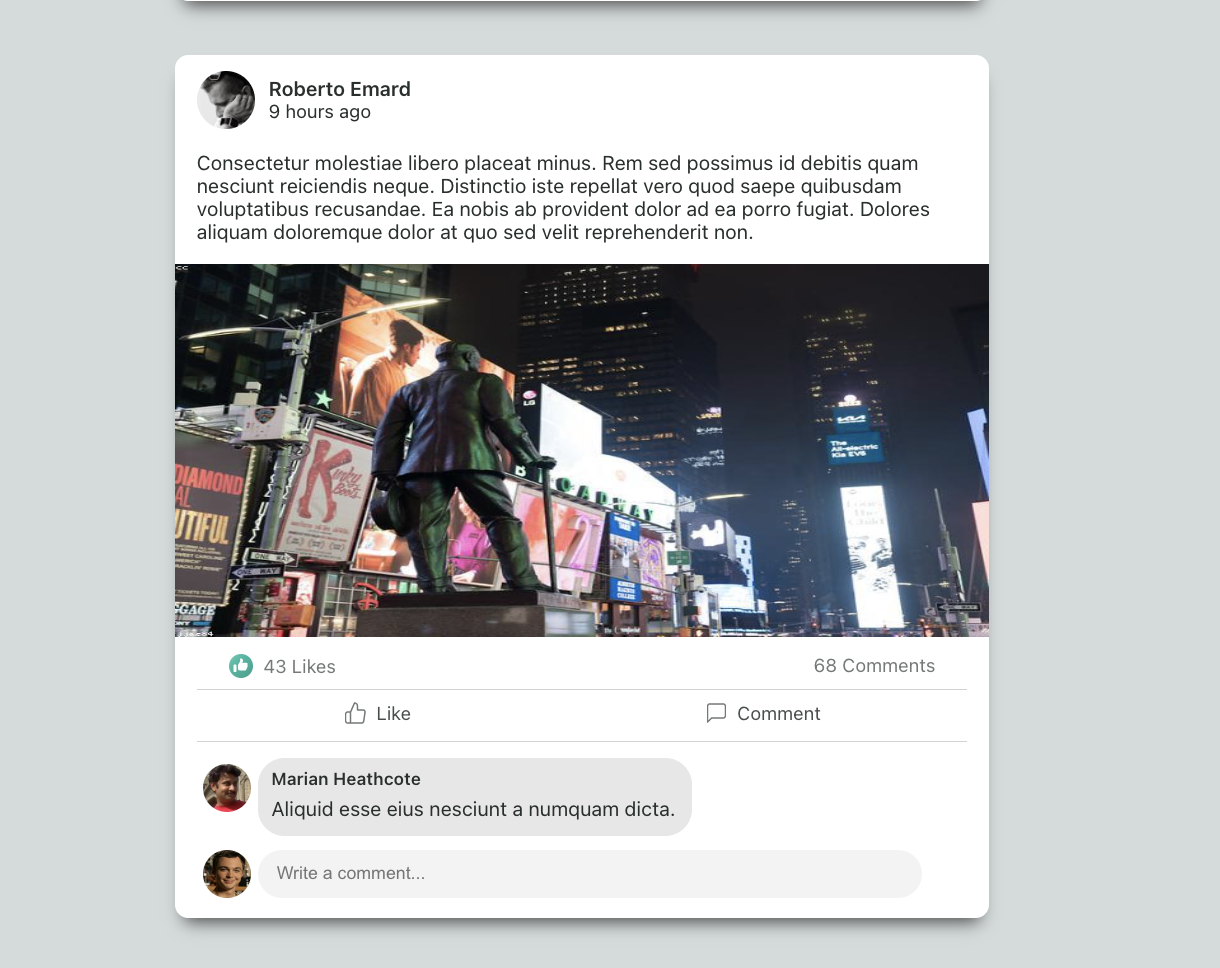 Roberto Emard
9 hours ago
Consectetur molestiae libero placeat minus. Rem sed possimus id debitis quam
nesciunt reiciendis neque. Distinctio iste repellat vero quod saepe quibusdam
voluptatibus recusandae. Ea nobis ab provident dolor ad ea porro fugiat. Dolores
aliquam doloremque dolor at quo sed velit reprehenderit non.
LG
KIA
The
All-electric
Kia EV6
Kinky
Boots
BROADWAY
DIAMOND
AL
UTIFUL
ONE WAY
ONE WAY
GGAGE
43 Likes
68 Comments
Like
Comment
Marian Heathcote
Aliquid esse eius nesciunt a numquam dicta.
Write a comment...